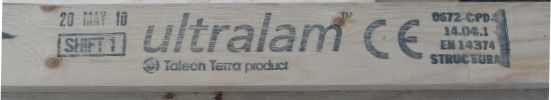 20 MAY 10
SHIFT 1
ultralam™
Taleon Terra product
CE
0672-CPD-
14.04.1
EN 14374
STRUCTURA